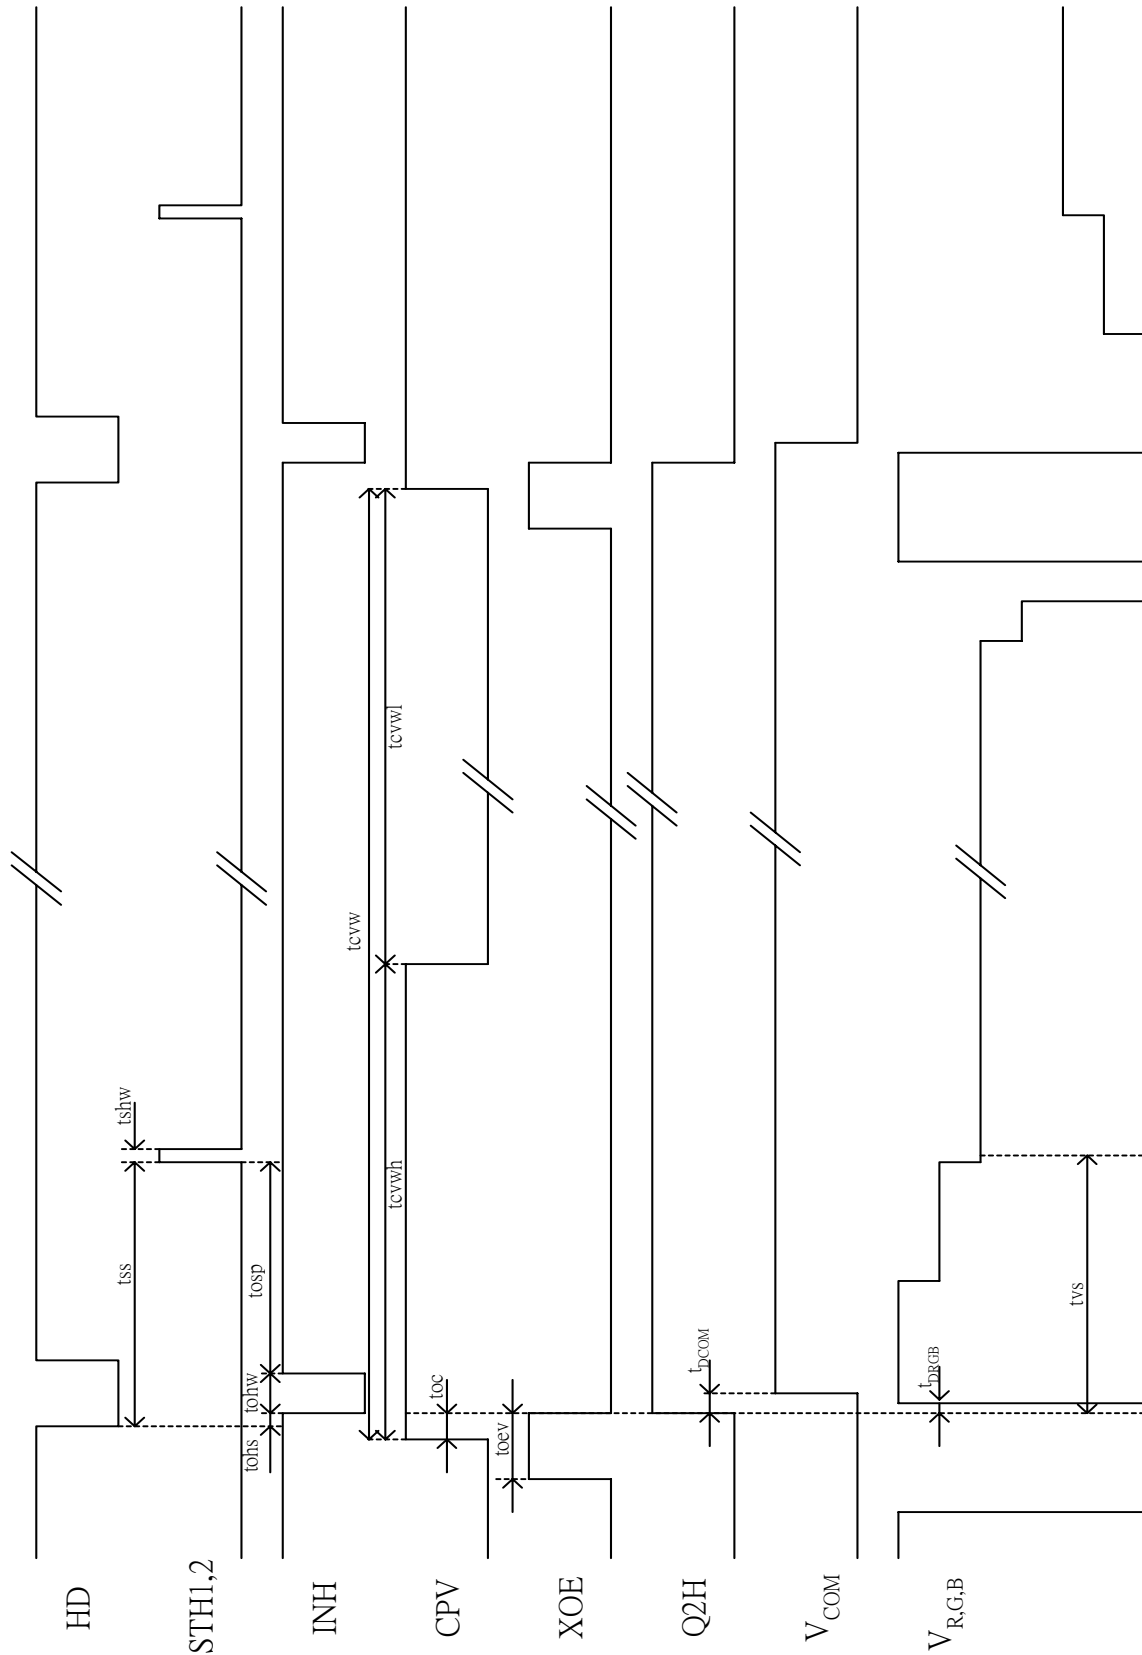 HD
STH1,2
INH
CPV
XOE
Q2H
VCOM
VR,G,B
tss
tshw
tohs
tohw
tosp
tcvw
tcvwh
tcvwl
toc
toev
tDCOM
tDRGB
tvs